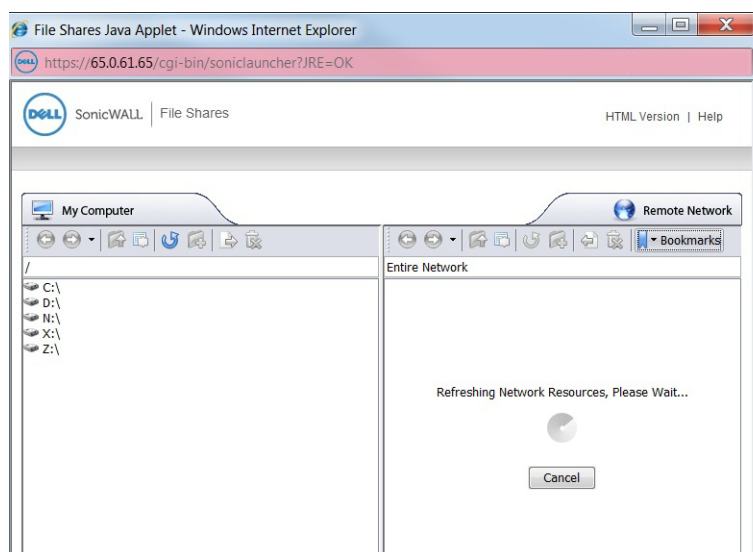 File Shares Java Applet - Windows Internet Explorer
https://65.0.61.65/cgi-bin/soniclauncher?JRE=OK
DELL SonicWALL | File Shares
HTML Version | Help
My Computer
Remote Network
Bookmarks
/
Entire Network
C:\
D:\
N:\
X:\
Z:\
Refreshing Network Resources, Please Wait...
Cancel